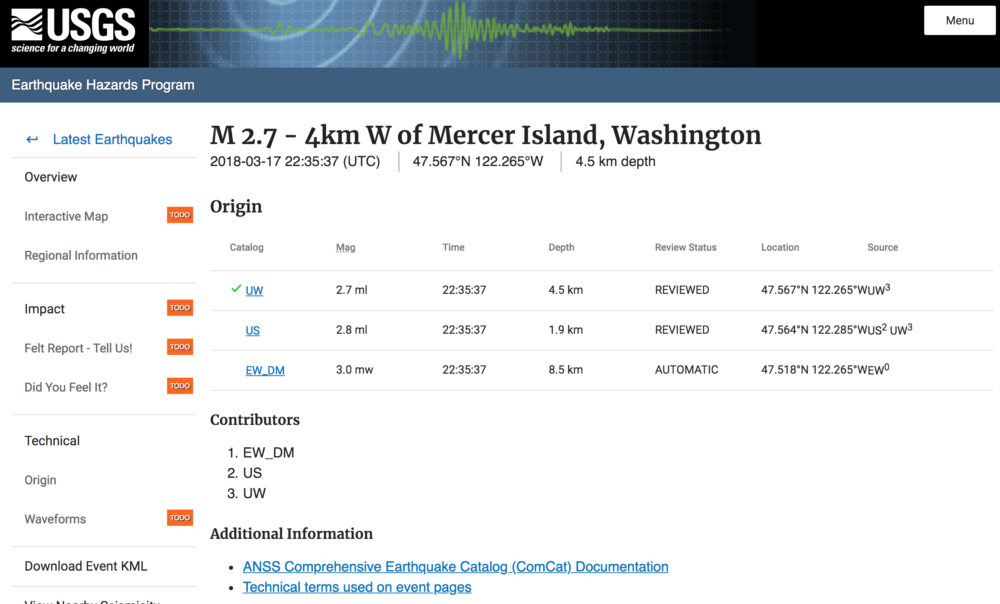 USGS
science for a changing world
Menu
Earthquake Hazards Program
Latest Earthquakes
Overview
Interactive Map TODO
Regional Information
Impact TODO
Felt Report - Tell Us! TODO
Did You Feel It? TODO
Technical
Origin
Waveforms TODO
Download Event KML
View Nearby Seismicity
M 2.7 - 4km W of Mercer Island, Washington
2018-03-17 22:35:37 (UTC) 47.567°N 122.265°W 4.5 km depth
Origin
Catalog Mag Time Depth Review Status Location Source
UW 2.7 ml 22:35:37 4.5 km REVIEWED 47.567°N 122.265°W UW3
US 2.8 ml 22:35:37 1.9 km REVIEWED 47.564°N 122.285°W US2 UW3
EW_DM 3.0 mw 22:35:37 8.5 km AUTOMATIC 47.518°N 122.265°W EW0
Contributors
1. EW_DM
2. US
3. UW
Additional Information
• ANSS Comprehensive Earthquake Catalog (ComCat) Documentation
• Technical terms used on event pages